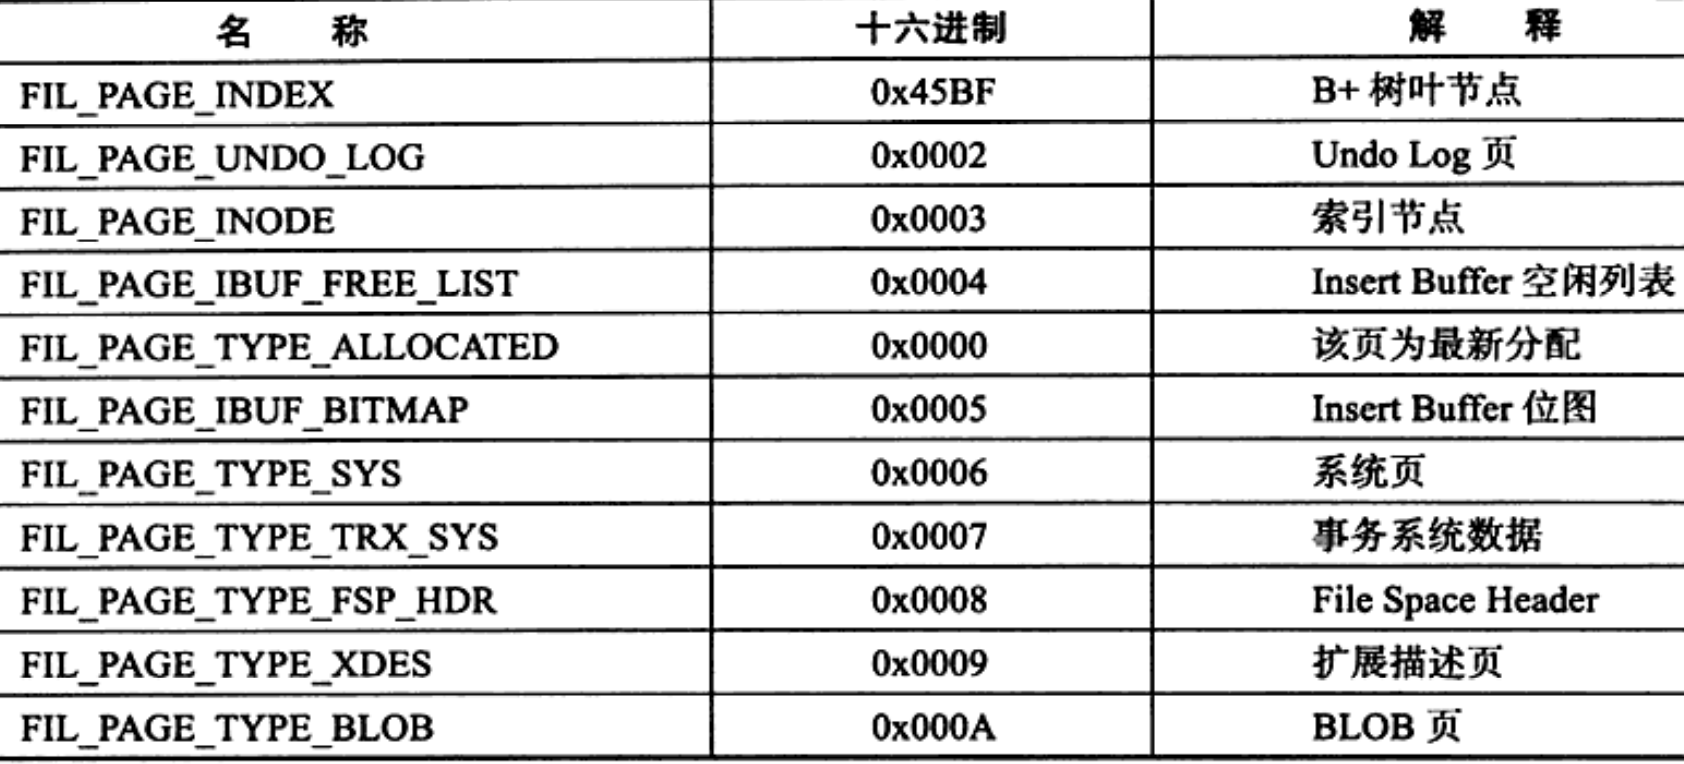 名 称 十六进制 解 释
FIL_PAGE_INDEX 0x45BF B+ 树叶节点
FIL_PAGE_UNDO_LOG 0x0002 Undo Log 页
FIL_PAGE_INODE 0x0003 索引节点
FIL_PAGE_IBUF_FREE_LIST 0x0004 Insert Buffer 空闲列表
FIL_PAGE_TYPE_ALLOCATED 0x0000 该页为最新分配
FIL_PAGE_IBUF_BITMAP 0x0005 Insert Buffer 位图
FIL_PAGE_TYPE_SYS 0x0006 系统页
FIL_PAGE_TYPE_TRX_SYS 0x0007 事务系统数据
FIL_PAGE_TYPE_FSP_HDR 0x0008 File Space Header
FIL_PAGE_TYPE_XDES 0x0009 扩展描述页
FIL_PAGE_TYPE_BLOB 0x000A BLOB 页